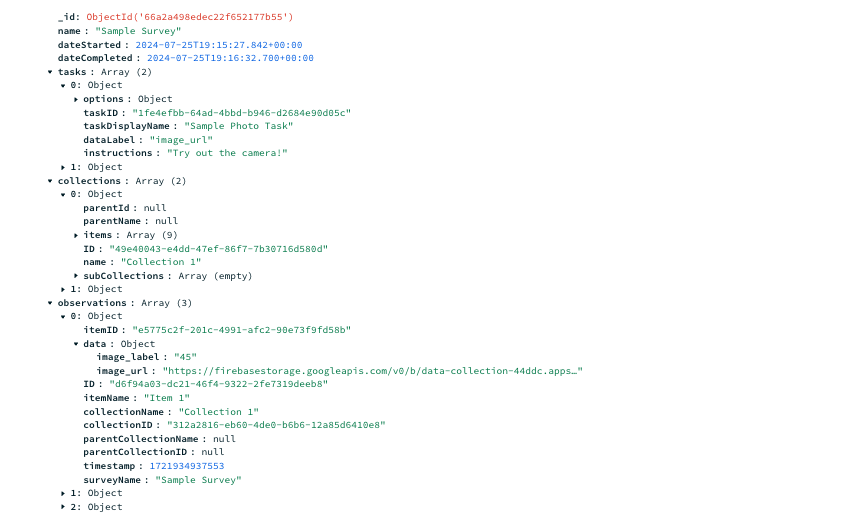 _id: ObjectId('66a2a498edec22f652177b55')
name : "Sample Survey"
dateStarted : 2024-07-25T19:15:27.842+00:00
dateCompleted : 2024-07-25T19:16:32.700+00:00
tasks : Array (2)
0: Object
options : Object
taskID : "1fe4efbb-64ad-4bbd-b946-d2684e90d05c"
taskDisplayName : "Sample Photo Task"
dataLabel : "image_url"
instructions : "Try out the camera!"
1: Object
collections : Array (2)
0: Object
parentId : null
parentName : null
items : Array (9)
ID : "49e40043-e4dd-47ef-86f7-7b30716d580d"
name : "Collection 1"
subCollections : Array (empty)
1: Object
observations : Array (3)
0: Object
itemID : "e5775c2f-201c-4991-afc2-90e73f9fd58b"
data : Object
image_label : "45"
image_url : "https://firebasestorage.googleapis.com/v0/b/data-collection-44ddc.apps…"
ID : "d6f94a03-dc21-46f4-9322-2fe7319deeb8"
itemName : "Item 1"
collectionName : "Collection 1"
collectionID : "312a2816-eb60-4de0-b6b6-12a85d6410e8"
parentCollectionName : null
parentCollectionID : null
timestamp : 1721934937553
surveyName : "Sample Survey"
1: Object
2: Object